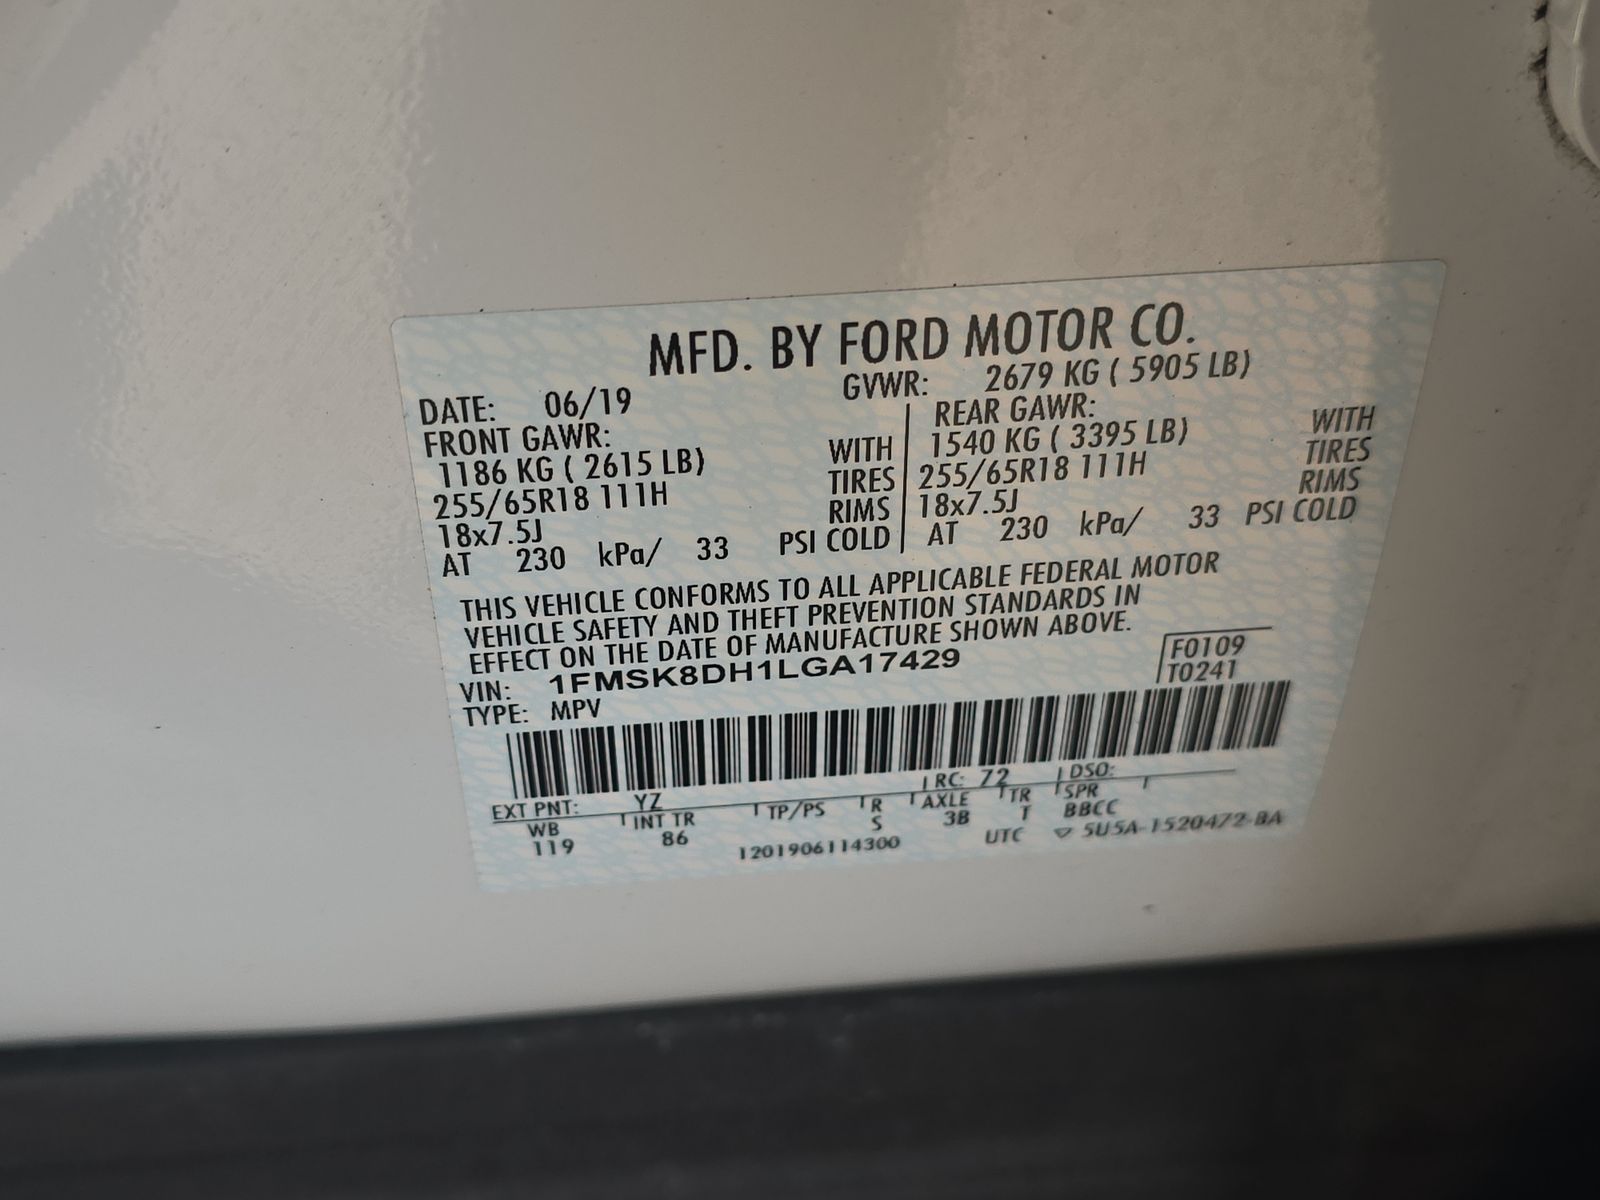 MFD. BY FORD MOTOR CO.
DATE: 06/19 GVWR: 2679 KG ( 5905 LB)
FRONT GAWR: REAR GAWR:
1186 KG ( 2615 LB) WITH 1540 KG ( 3395 LB) WITH
255/65R18 111H TIRES 255/65R18 111H TIRES
18x7.5J RIMS 18x7.5J RIMS
AT 230 kPa/ 33 PSI COLD AT 230 kPa/ 33 PSI COLD
THIS VEHICLE CONFORMS TO ALL APPLICABLE FEDERAL MOTOR
VEHICLE SAFETY AND THEFT PREVENTION STANDARDS IN
EFFECT ON THE DATE OF MANUFACTURE SHOWN ABOVE.
VIN: 1FMSK8DH1LGA17429 F0109
TYPE: MPV T0241
EXT PNT: YZ RC: 72 DSO:
WB INT TR TP/PS R AXLE TR SPR
119 86 S 3B T BBCC
1201906114300 UTC ▽ 5U5A-1520472-BA